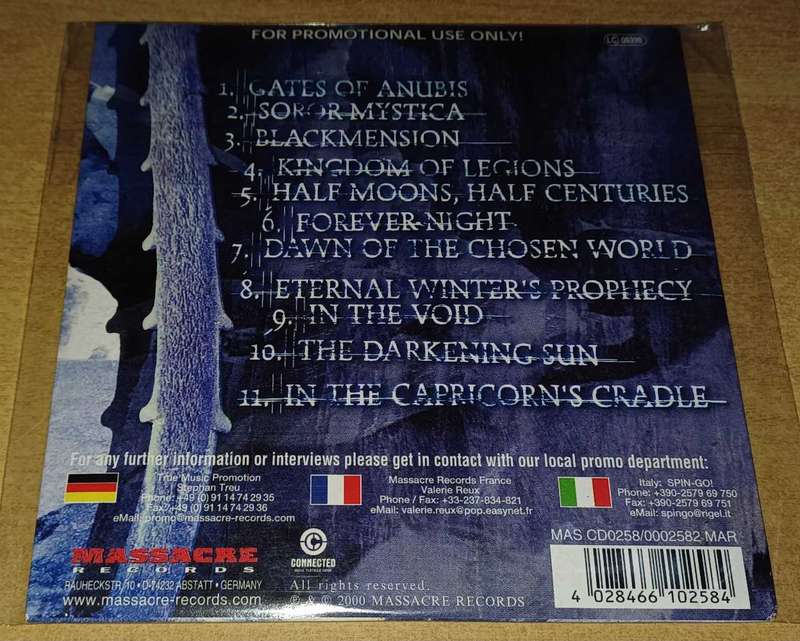 FOR PROMOTIONAL USE ONLY!
LC 09399
1. GATES OF ANUBIS
2. SOROR MYSTICA
3. BLACKMENSION
4. KINGDOM OF LEGIONS
5. HALF MOONS, HALF CENTURIES
6. FOREVER NIGHT
7. DAWN OF THE CHOSEN WORLD
8. ETERNAL WINTER'S PROPHECY
9. IN THE VOID
10. THE DARKENING SUN
11. IN THE CAPRICORN'S CRADLE
For any further information or interviews please get in contact with our local promo department:
True Music Promotion
Stephan Treu
Phone: +49 (0) 91 14 74 29 35
Fax: +49 (0) 91 14 74 29 36
eMail: promo@massacre-records.com
Massacre Records France
Valerie Reux
Phone / Fax: +33-237-834-821
eMail: valerie.reux@pop.easynet.fr
Italy: SPIN-GO!
Phone: +390-2579 69 750
Fax: +390-2579 69 751
eMail: spingo@rigel.it
MAS CD0258/0002582 MAR
MASSACRE
RECORDS
RAUHECKSTR. 10 • D-74232 ABSTATT • GERMANY
www.massacre-records.com
CONNECTED
All rights reserved.
℗ & © 2000 MASSACRE RECORDS
4 028466 102584